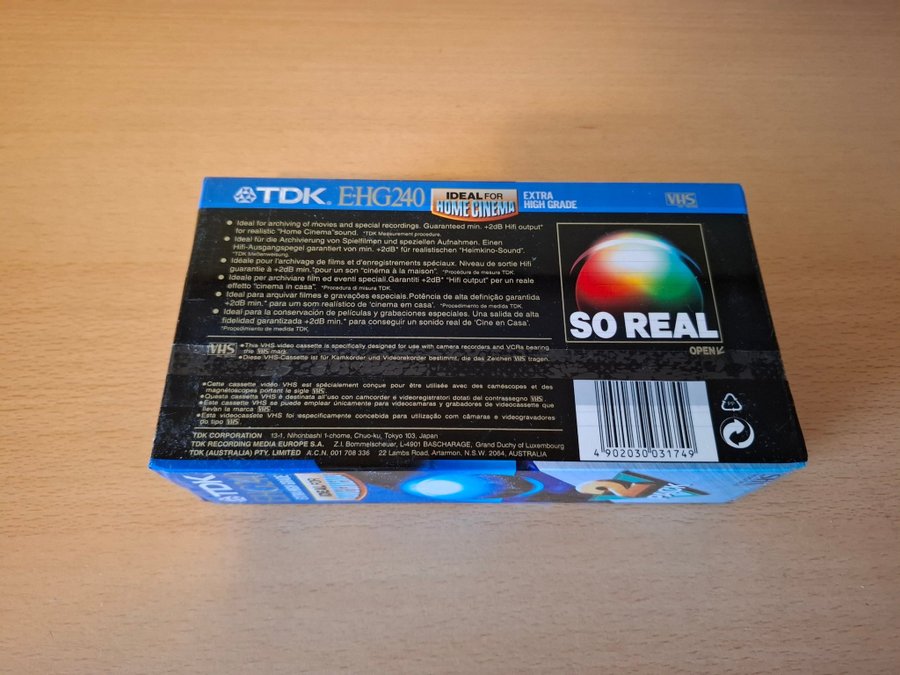 TDK. E-HG240 IDEAL FOR HOME CINEMA EXTRA HIGH GRADE VHS
• Ideal for archiving of movies and special recordings. Guaranteed min. +2dB Hifi output*
for realistic "Home Cinema"sound. *TDK Measurement procedure.
• Ideal für die Archivierung von Spielfilmen und speziellen Aufnahmen. Einen
Hifi-Ausgangspegel garantiert von min. +2dB* für realistischen "Heimkino-Sound".
*TDK Meßanweisung.
• Idéale pour l'archivage de films et d'enregistrements spéciaux. Niveau de sortie Hifi
guarantie à +2dB min.*pour un son "cinéma à la maison". *Procédure de mesure TDK.
• Ideale per archiviare film ed eventi speciali.Garantiti +2dB* "Hifi output" per un reale
effetto "cinema in casa". *Procedura di misura TDK.
• Ideal para arquivar filmes e gravações especiais.Potência de alta definição garantida
+2dB min.* para um som realístico de 'cinema em casa'. *Procedimento de medida TDK.
• Ideal para la conservación de películas y grabaciones especiales. Una salida de alta
fidelidad garantizada +2dB min.* para conseguir un sonido real de 'Cine en Casa'.
*Procedimiento de medida TDK.
SO REAL
OPEN
VHS
• This VHS video cassette is specifically designed for use with camera recorders and VCRs bearing
the VHS mark.
• Diese VHS-Cassette ist für Kamkorder und Videorekorder bestimmt, die das Zeichen VHS tragen.
• Cette cassette vidéo VHS est spécialement conçue pour être utilisée avec des caméscopes et des
magnétoscopes portant le sigle VHS.
• Questa cassetta VHS è destinata all'uso con camcorder e videoregistratori dotati del contrassegno VHS.
• Este cassette VHS se puede emplear únicamente para videocamaras y grabadores de videocassette que
llevan la marca VHS.
• Esta videocassete VHS foi especificamente concebida para utilização com câmaras e videogravadores
do tipo VHS.
TDK CORPORATION 13-1, Nihonbashi 1-chome, Chuo-ku, Tokyo 103, Japan
TDK RECORDING MEDIA EUROPE S.A. Z.I. Bommelscheuer, L-4901 BASCHARAGE, Grand Duchy of Luxembourg
TDK (AUSTRALIA) PTY. LIMITED A.C.N. 001 708 336 22 Lambs Road, Artarmon, N.S.W. 2064, AUSTRALIA
4 902030 031749
PP
TDK
IDEAL FOR
2